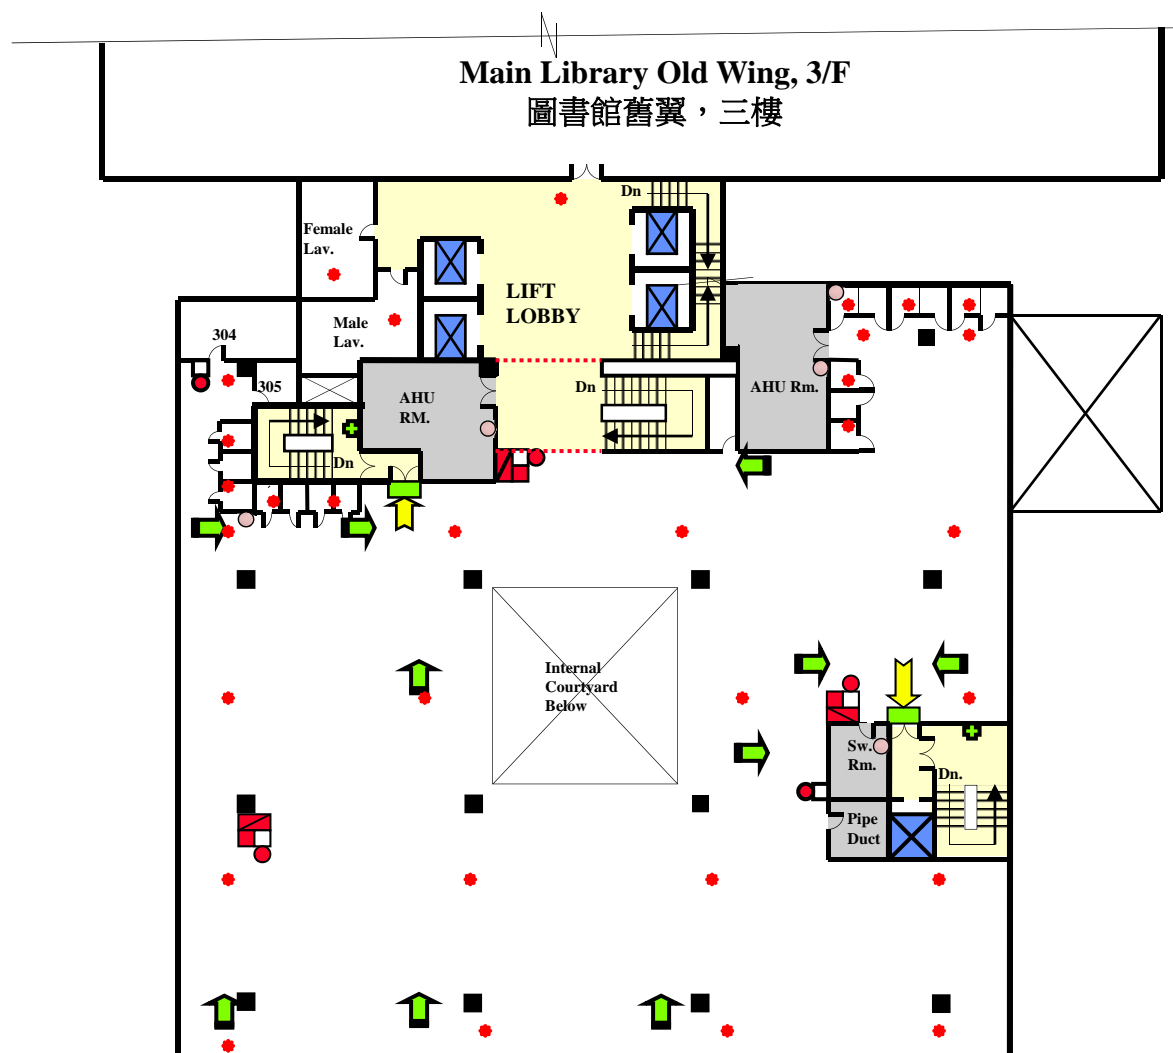 Main Library Old Wing, 3/F
圖書館舊翼，三樓
Dn
Female
Lav.
LIFT
LOBBY
Male
Lav.
304
305
AHU
RM.
Dn
AHU Rm.
Dn
Internal
Courtyard
Below
Sw.
Rm.
Dn.
Pipe
Duct